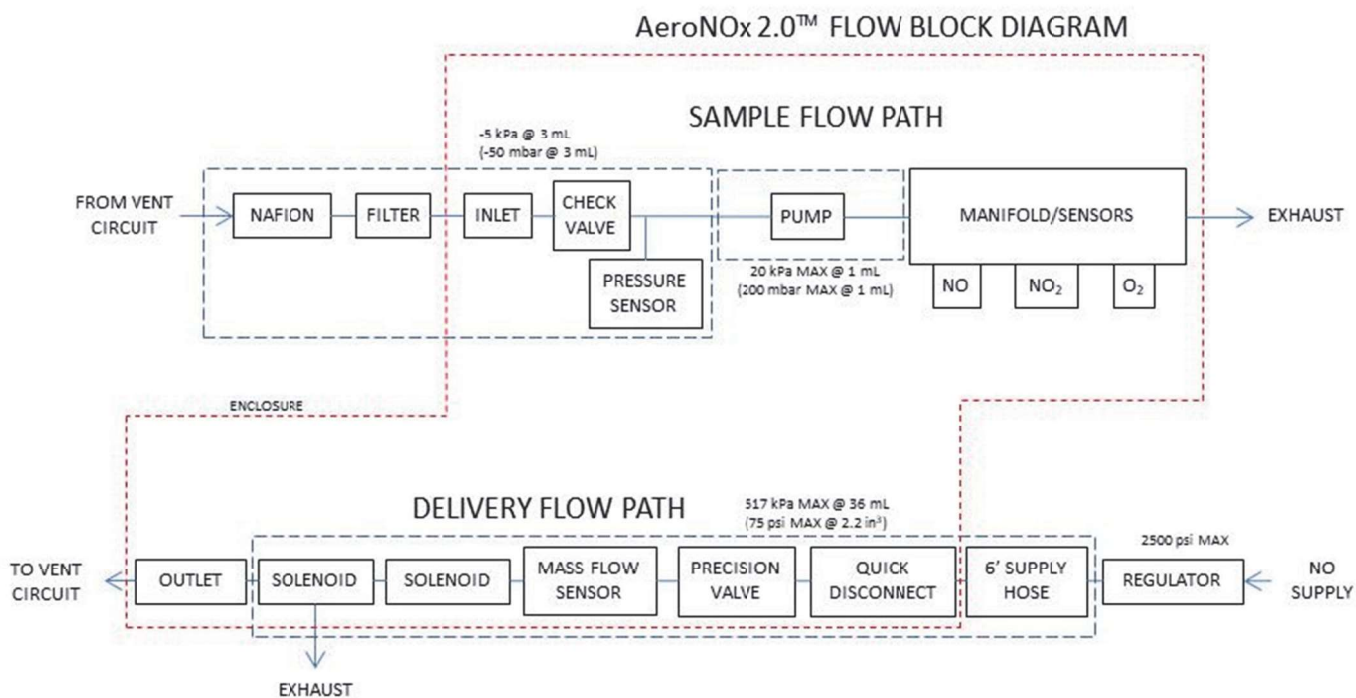 AeroNOx 2.0™ FLOW BLOCK DIAGRAM
SAMPLE FLOW PATH
-5 kPa @ 3 mL
(-50 mbar @ 3 mL)
FROM VENT
CIRCUIT
NAFION
FILTER
INLET
CHECK
VALVE
PRESSURE
SENSOR
PUMP
20 kPa MAX @ 1 mL
(200 mbar MAX @ 1 mL)
MANIFOLD/SENSORS
NO
NO₂
O₂
EXHAUST
ENCLOSURE
DELIVERY FLOW PATH
517 kPa MAX @ 36 mL
(75 psi MAX @ 2.2 in³)
2500 psi MAX
TO VENT
CIRCUIT
OUTLET
SOLENOID
SOLENOID
MASS FLOW
SENSOR
PRECISION
VALVE
QUICK
DISCONNECT
6' SUPPLY
HOSE
REGULATOR
NO
SUPPLY
EXHAUST